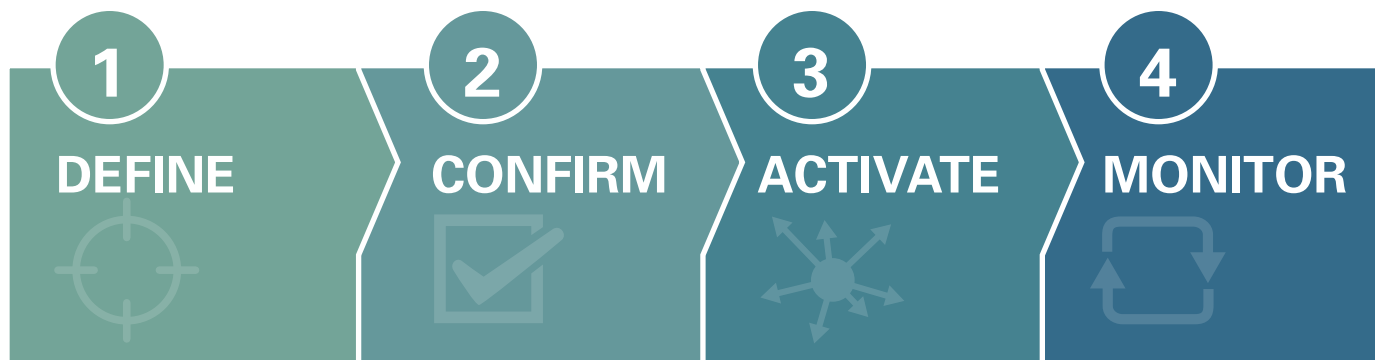 1
DEFINE
2
CONFIRM
3
ACTIVATE
4
MONITOR